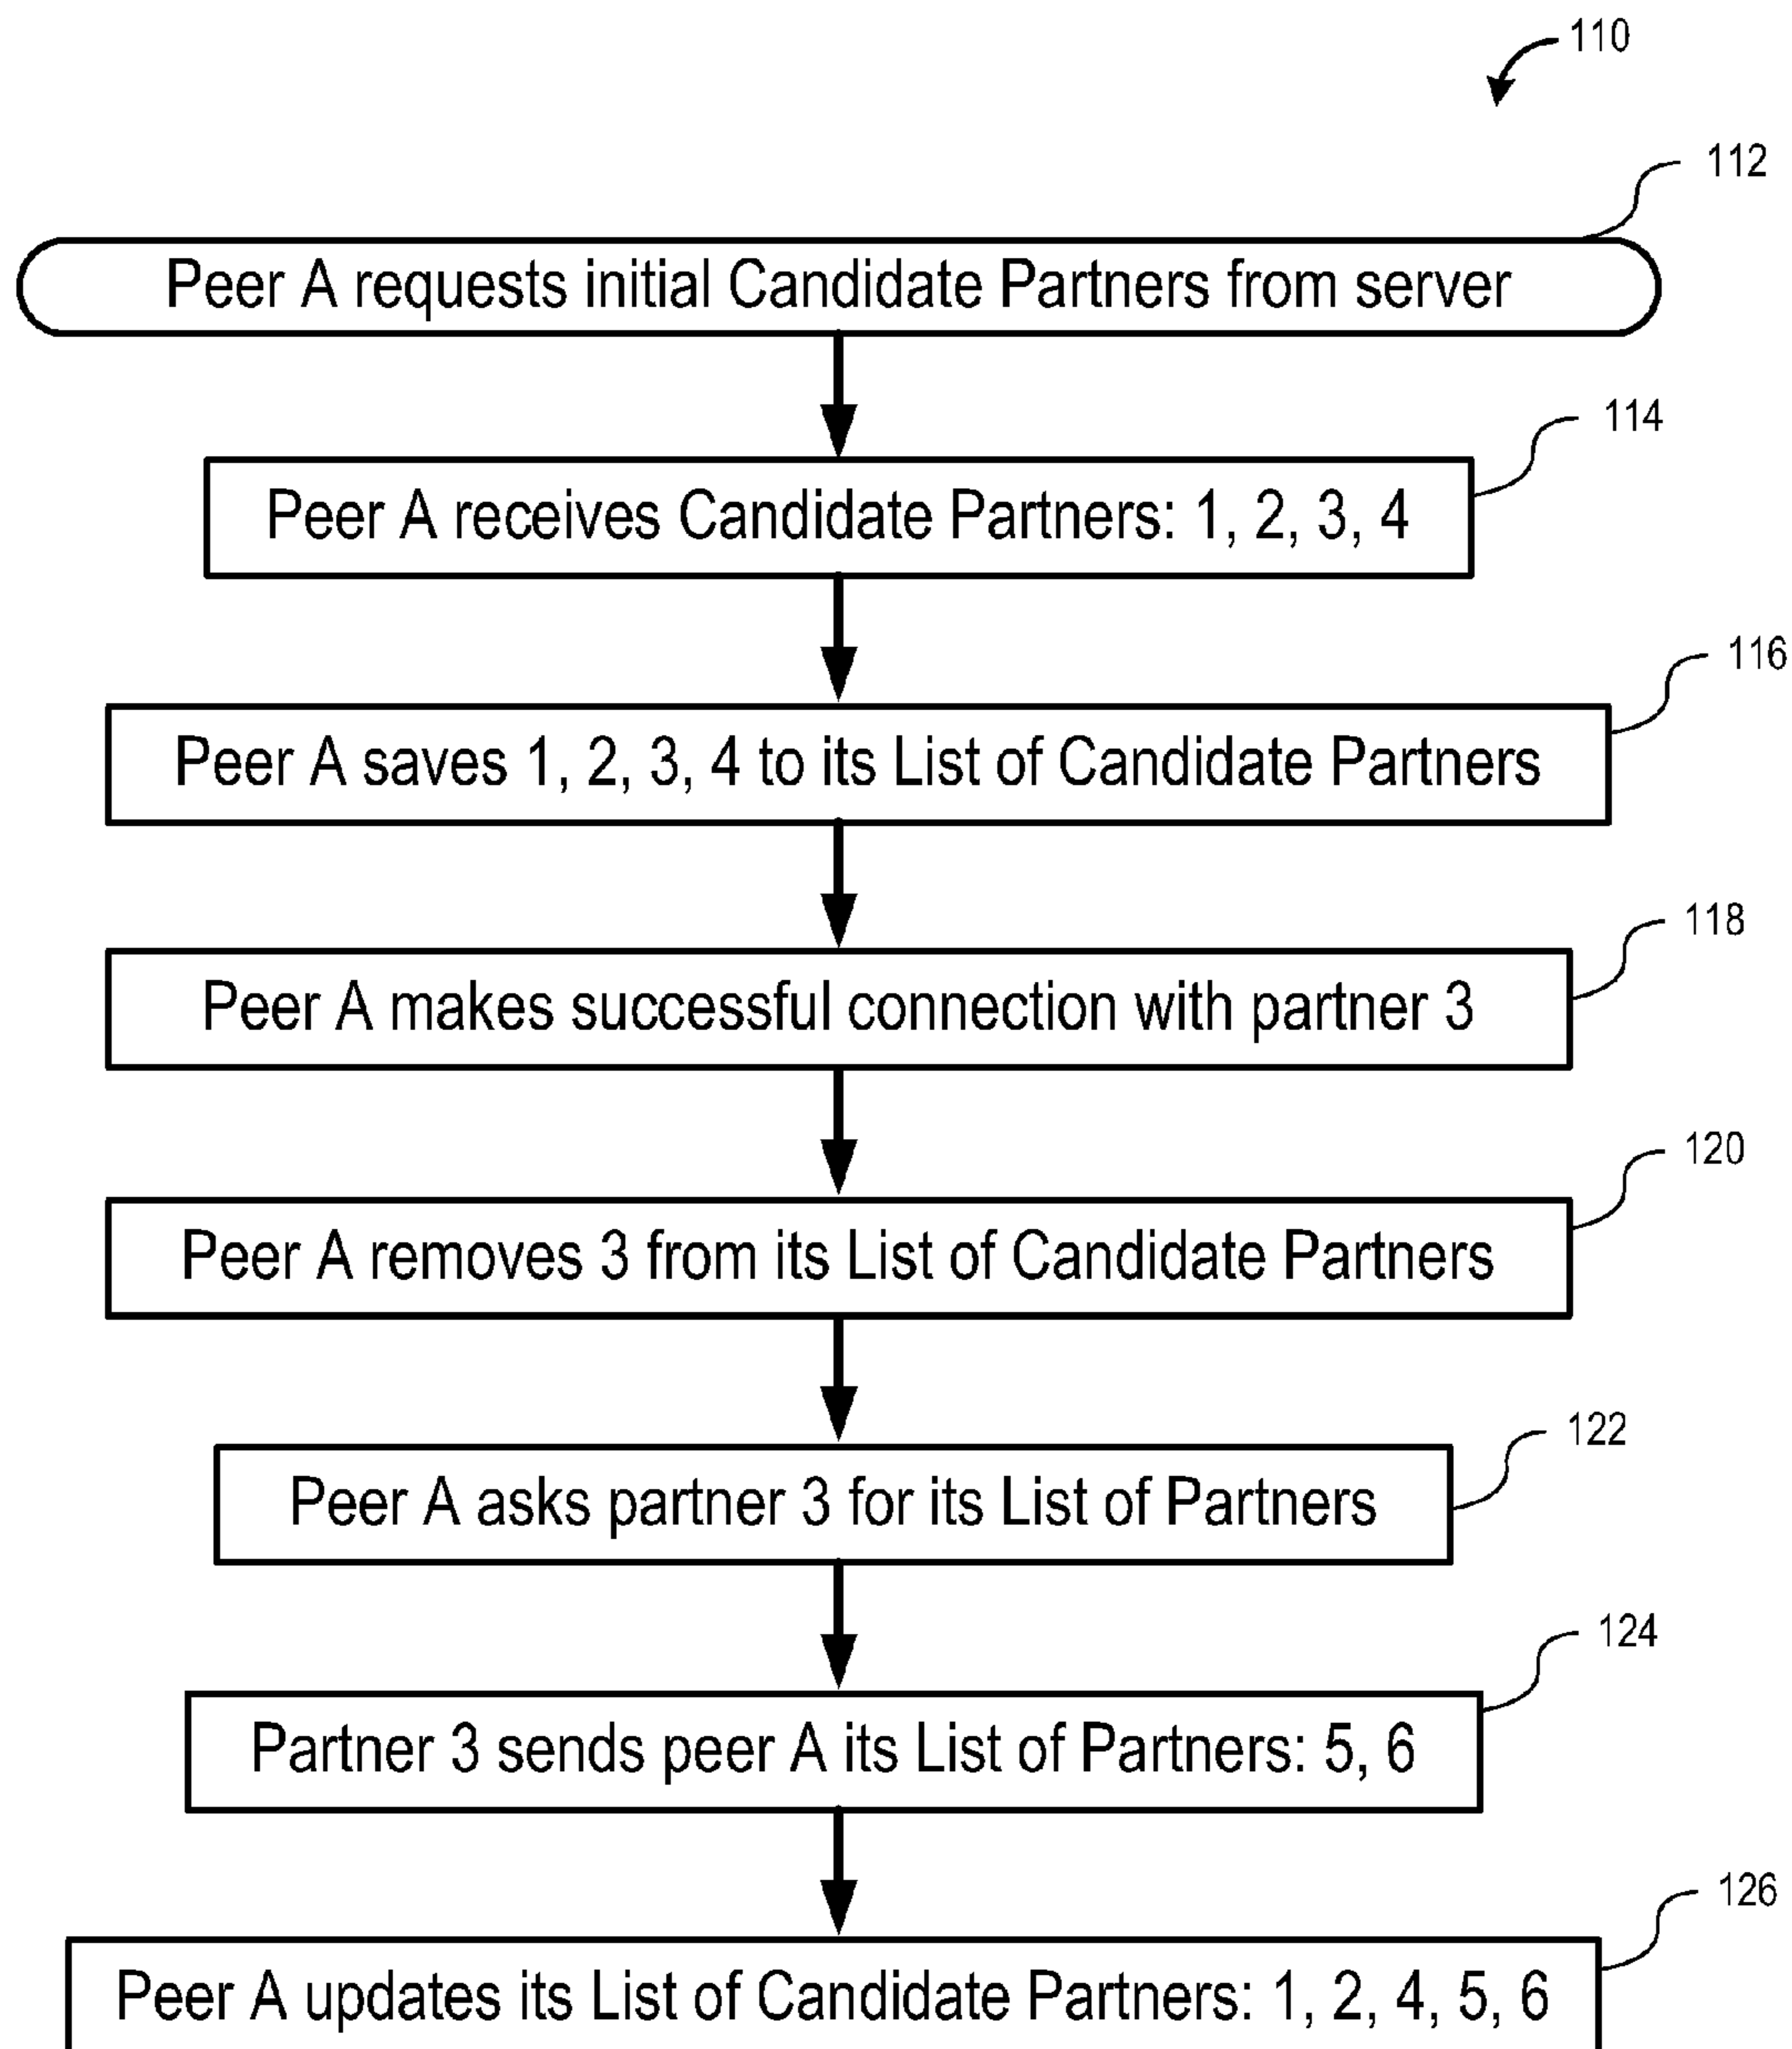 110
112
Peer A requests initial Candidate Partners from server
114
Peer A receives Candidate Partners: 1, 2, 3, 4
116
Peer A saves 1, 2, 3, 4 to its List of Candidate Partners
118
Peer A makes successful connection with partner 3
120
Peer A removes 3 from its List of Candidate Partners
122
Peer A asks partner 3 for its List of Partners
124
Partner 3 sends peer A its List of Partners: 5, 6
126
Peer A updates its List of Candidate Partners: 1, 2, 4, 5, 6